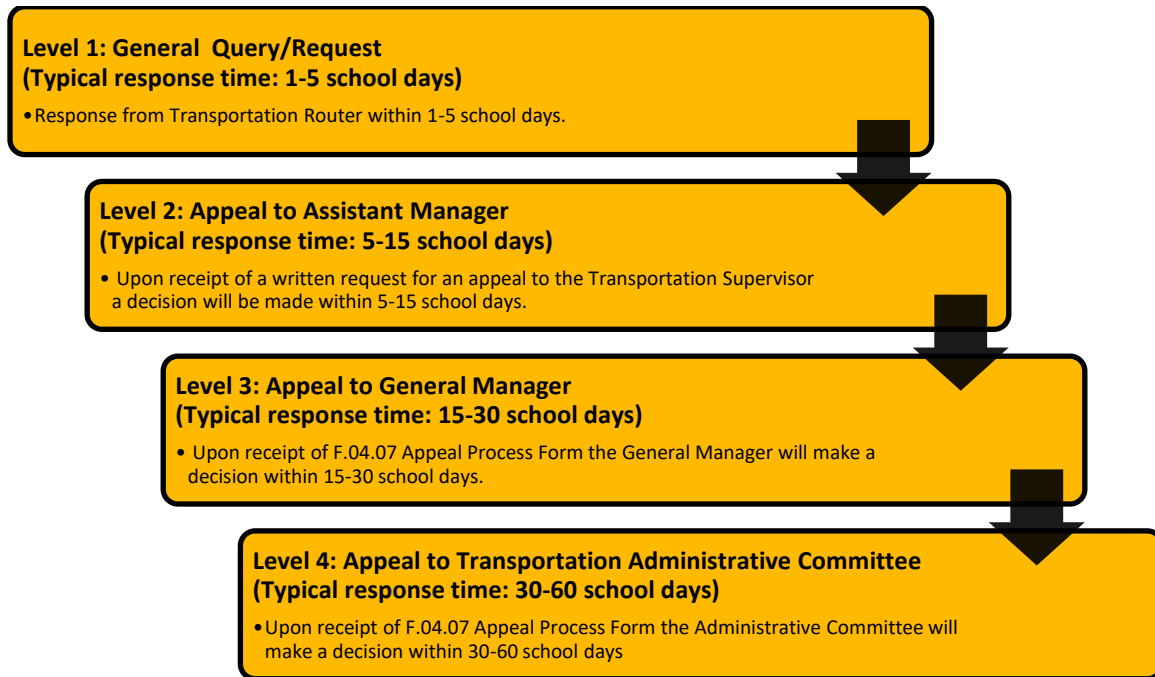 Level 1: General  Query/Request
(Typical response time: 1-5 school days)
•Response from Transportation Router within 1-5 school days.
Level 2: Appeal to Assistant Manager
(Typical response time: 5-15 school days)
• Upon receipt of a written request for an appeal to the Transportation Supervisor
a decision will be made within 5-15 school days.
Level 3: Appeal to General Manager
(Typical response time: 15-30 school days)
• Upon receipt of F.04.07 Appeal Process Form the General Manager will make a
decision within 15-30 school days.
Level 4: Appeal to Transportation Administrative Committee
(Typical response time: 30-60 school days)
•Upon receipt of F.04.07 Appeal Process Form the Administrative Committee will
make a decision within 30-60 school days